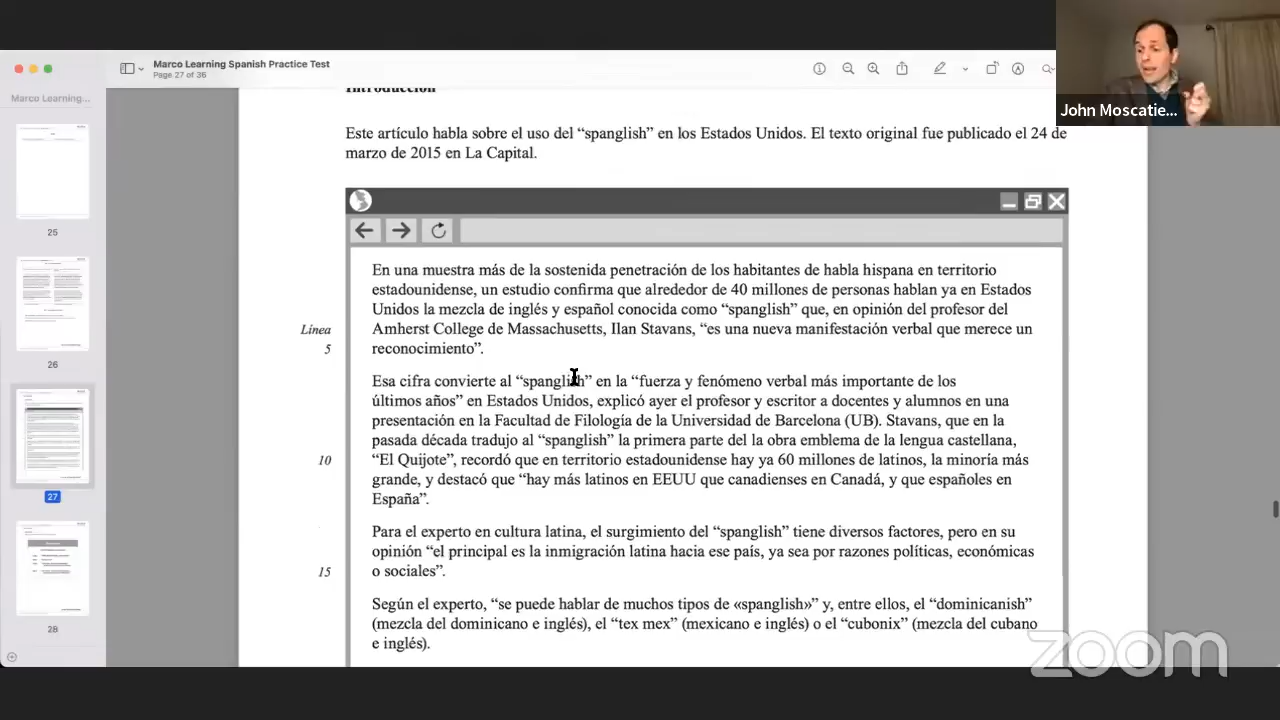 Marco Learning Spanish Practice Test
Page 27 of 36
Marco Learning...
25
26
27
28
John Moscatie...
Introducción
Este artículo habla sobre el uso del “spanglish” en los Estados Unidos. El texto original fue publicado el 24 de
marzo de 2015 en La Capital.
En una muestra más de la sostenida penetración de los habitantes de habla hispana en territorio
estadounidense, un estudio confirma que alrededor de 40 millones de personas hablan ya en Estados
Unidos la mezcla de inglés y español conocida como “spanglish” que, en opinión del profesor del
Línea
Amherst College de Massachusetts, Ilan Stavans, “es una nueva manifestación verbal que merece un
5
reconocimiento”.
Esa cifra convierte al “spanglish” en la “fuerza y fenómeno verbal más importante de los
últimos años” en Estados Unidos, explicó ayer el profesor y escritor a docentes y alumnos en una
presentación en la Facultad de Filología de la Universidad de Barcelona (UB). Stavans, que en la
pasada década tradujo al “spanglish” la primera parte del la obra emblema de la lengua castellana,
10
“El Quijote”, recordó que en territorio estadounidense hay ya 60 millones de latinos, la minoría más
grande, y destacó que “hay más latinos en EEUU que canadienses en Canadá, y que españoles en
España”.
Para el experto en cultura latina, el surgimiento del “spanglish” tiene diversos factores, pero en su
opinión “el principal es la inmigración latina hacia ese país, ya sea por razones políticas, económicas
15
o sociales”.
Según el experto, “se puede hablar de muchos tipos de «spanglish»” y, entre ellos, el “dominicanish”
(mezcla del dominicano e inglés), el “tex mex” (mexicano e inglés) o el “cubonix” (mezcla del cubano
e inglés).
zoom